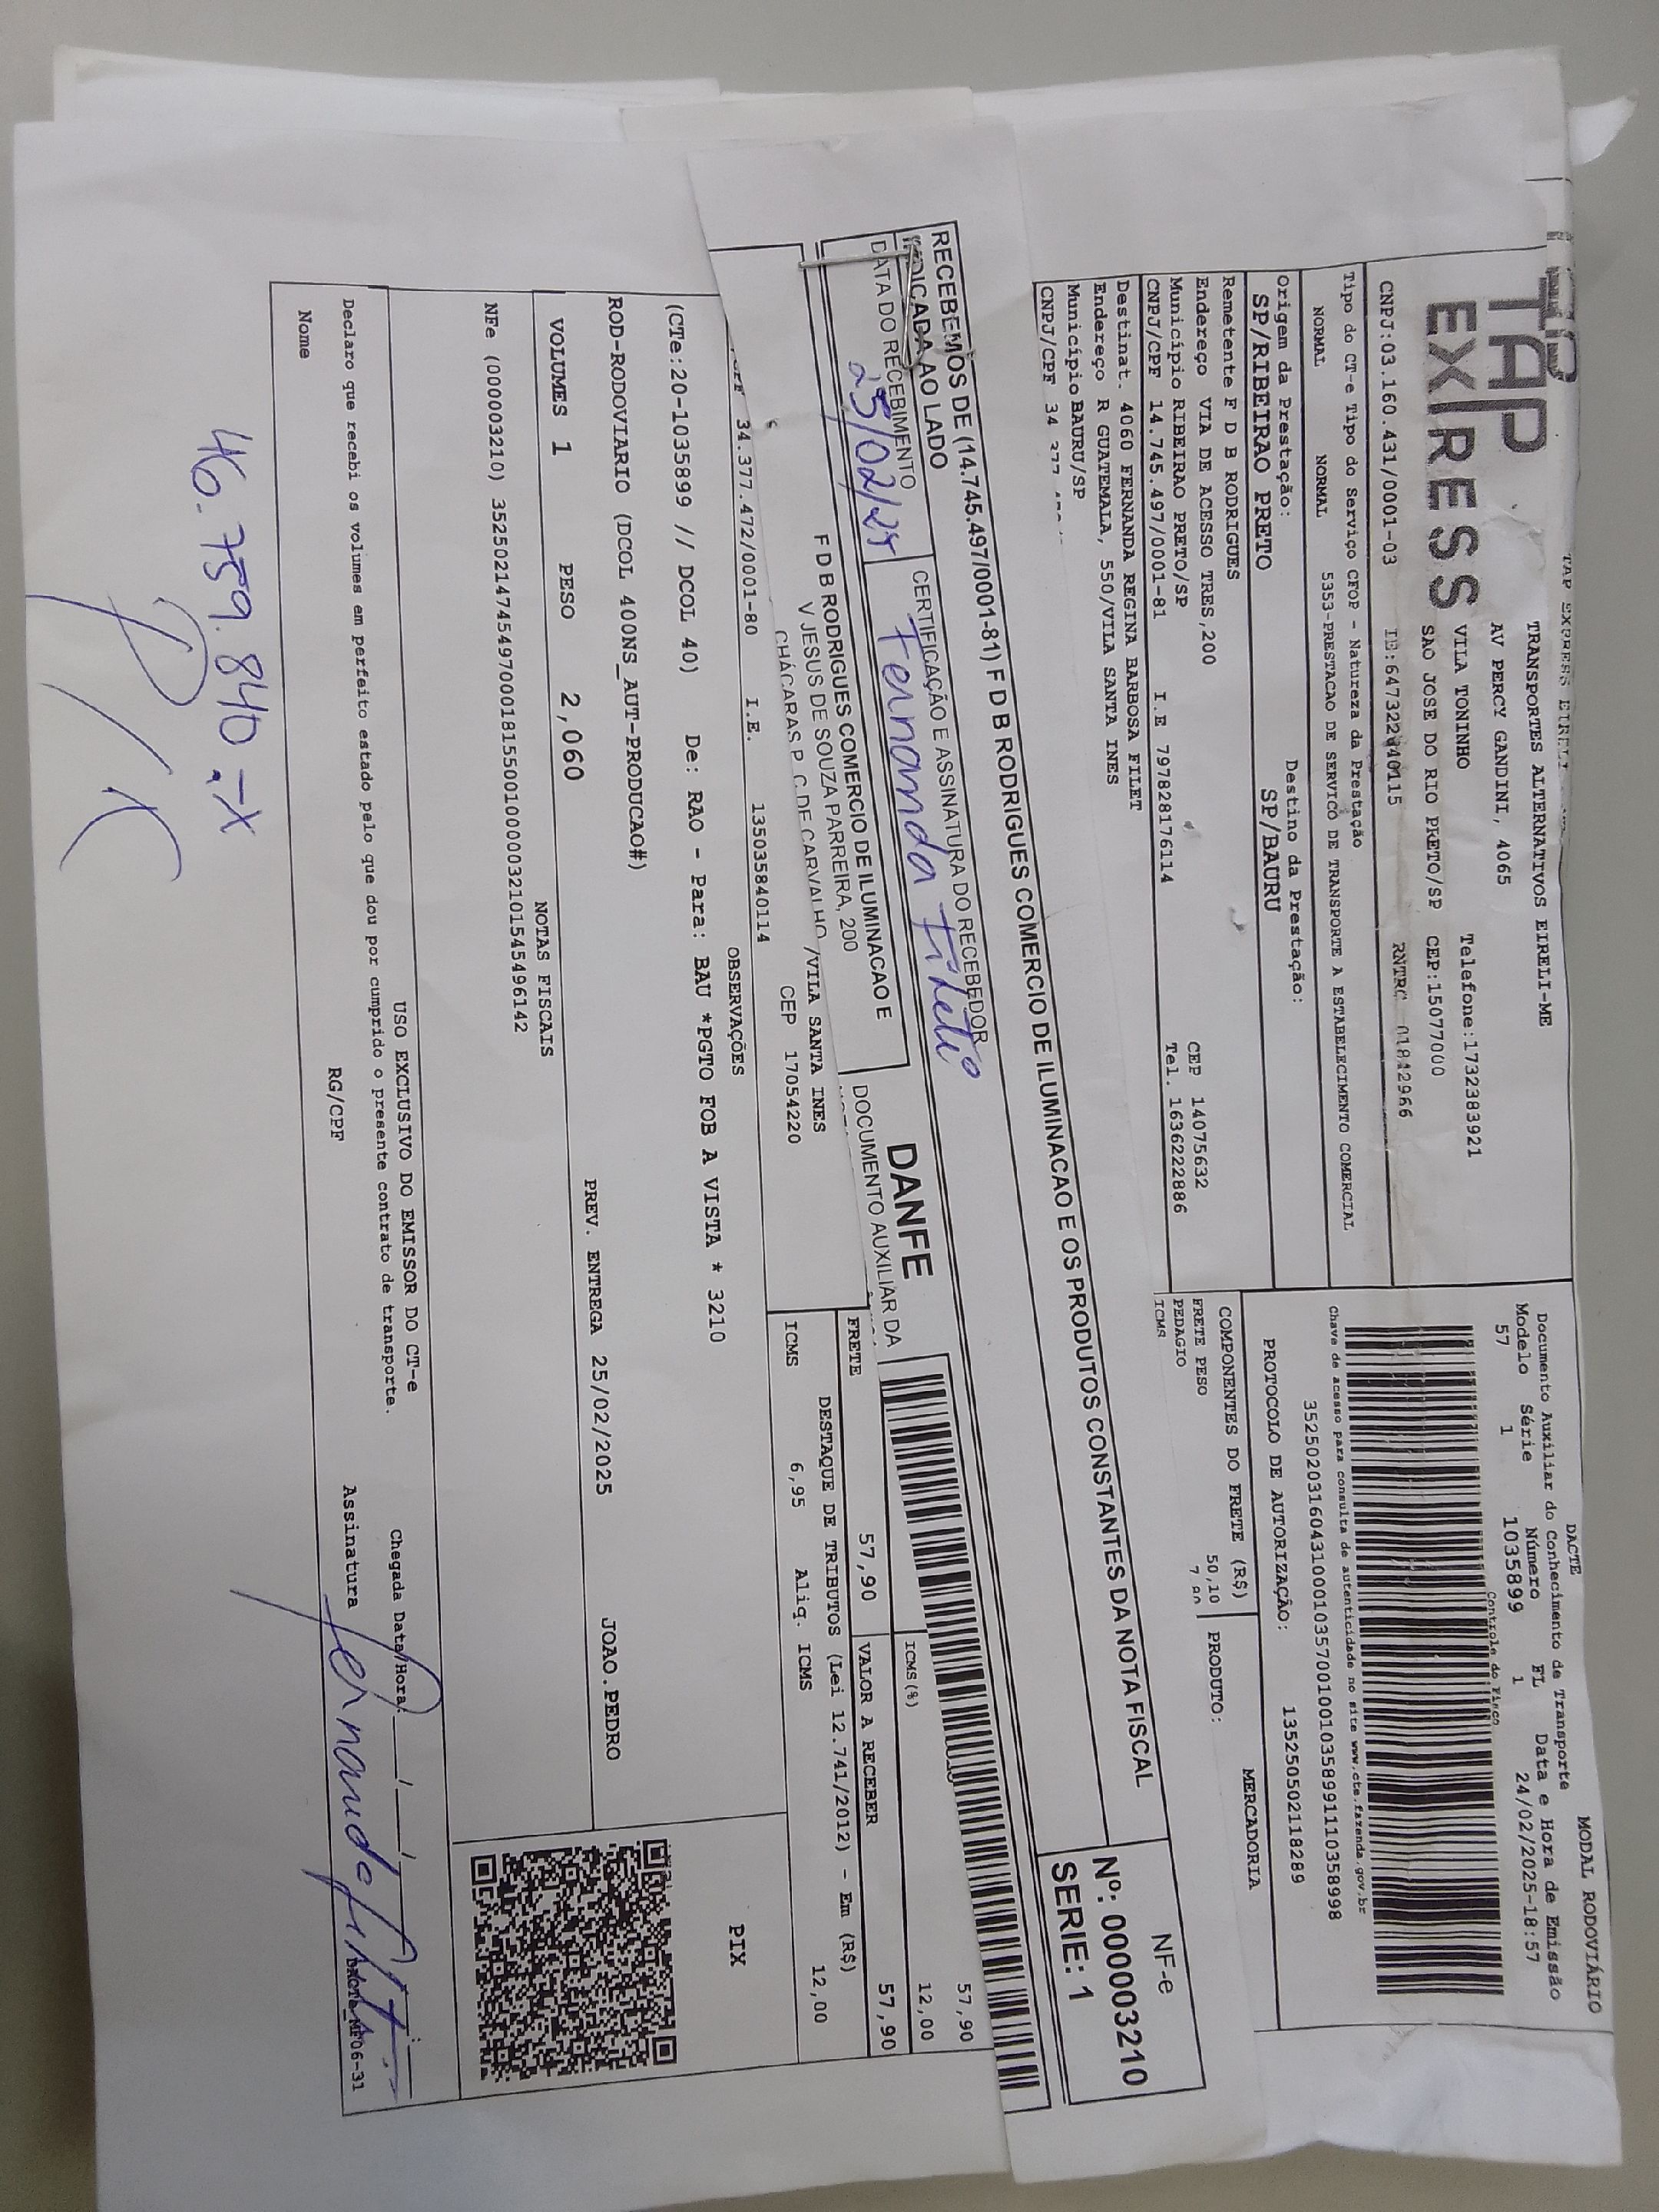 TAP EXPRESS EIRELI
TAP
EXPRESS
TRANSPORTES ALTERNATIVOS EIRELI-ME
AV PERCY GANDINI, 4065
VILA TONINHO Telefone:1732383921
SAO JOSE DO RIO PRETO/SP CEP:15077000
CNPJ:03.160.431/0001-03 IE:647322440115 RNTRC 01842966
Tipo do CT-e Tipo do Serviço CFOP - Natureza da Prestação
NORMAL NORMAL 5353-PRESTACAO DE SERVICO DE TRANSPORTE A ESTABELECIMENTO COMERCIAL
Origem da Prestação: Destino da Prestação:
SP/RIBEIRAO PRETO SP/BAURU
Remetente F D B RODRIGUES
Endereço VIA DE ACESSO TRES,200 CEP 14075632
Município RIBEIRAO PRETO/SP Tel. 163622288​6
CNPJ/CPF 14.745.497/0001-81 I.E 797828176114
Destinat. 4060 FERNANDA REGINA BARBOSA FILET
Endereço R GUATEMALA, 550/VILA SANTA INES
Município BAURU/SP
CNPJ/CPF 34
MODAL RODOVIÁRIO
DACTE
Documento Auxiliar do Conhecimento de Transporte
Modelo Série Número FL Data e Hora de Emissão
57 1 1035899 1 24/02/2025-18:57
Controle do Fisco
Chave de acesso para consulta de autenticidade no site www.cte.fazenda.gov.br
35250203160431000103570010010358991110358998
PROTOCOLO DE AUTORIZAÇÃO: 135250502118289
COMPONENTES DO FRETE (R$) MERCADORIA
FRETE PESO 50,10 PRODUTO:
PEDAGIO
ICMS
RECEBEMOS DE (14.745.497/0001-81) F D B RODRIGUES COMERCIO DE ILUMINACAO E OS PRODUTOS CONSTANTES DA NOTA FISCAL
INDICADA AO LADO
DATA DO RECEBIMENTO CERTIFICAÇÃO E ASSINATURA DO RECEBEDOR
25/02/25 Fernanda Fileto
NF-e
Nº: 000003210
SERIE: 1
F D B RODRIGUES COMERCIO DE ILUMINACAO E
V JESUS DE SOUZA PARREIRA, 200
CHÁCARAS P. C. DE CARVALHO
DANFE
DOCUMENTO AUXILIAR DA
57,90
ICMS(%) 12,00
FRETE 57,90 VALOR A RECEBER 57,90
DESTAQUE DE TRIBUTOS (Lei 12.741/2012) - Em (R$)
ICMS 6,95 Aliq. ICMS 12,00
/VILA SANTA INES
CEP 17054220
34.377.472/0001-80 I.E. 135035840114
OBSERVAÇÕES
(CTe:20-1035899 // DCOL 40) De: RAO - Para: BAU *PGTO FOB A VISTA * 3210
ROD-RODOVIARIO (DCOL 400NS_AUT-PRODUCAO#)
PIX
VOLUMES 1 PESO 2,060 PREV. ENTREGA 25/02/2025 JOAO.PEDRO
NOTAS FISCAIS
NFe (000003210) 35250214745497000181550010000032101545496142
USO EXCLUSIVO DO EMISSOR DO CT-e
Declaro que recebi os volumes em perfeito estado pelo que dou por cumprido o presente contrato de transporte.
Chegada Data/Hora:
Nome RG/CPF Assinatura
DACTE_MF06-31
46.759.840-X